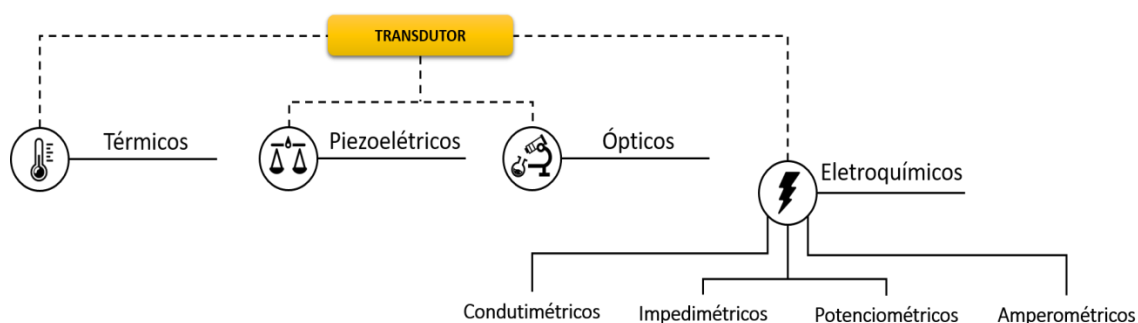 TRANSDUTOR
Térmicos
Piezoelétricos
Ópticos
Eletroquímicos
Condutimétricos
Impedimétricos
Potenciométricos
Amperométricos